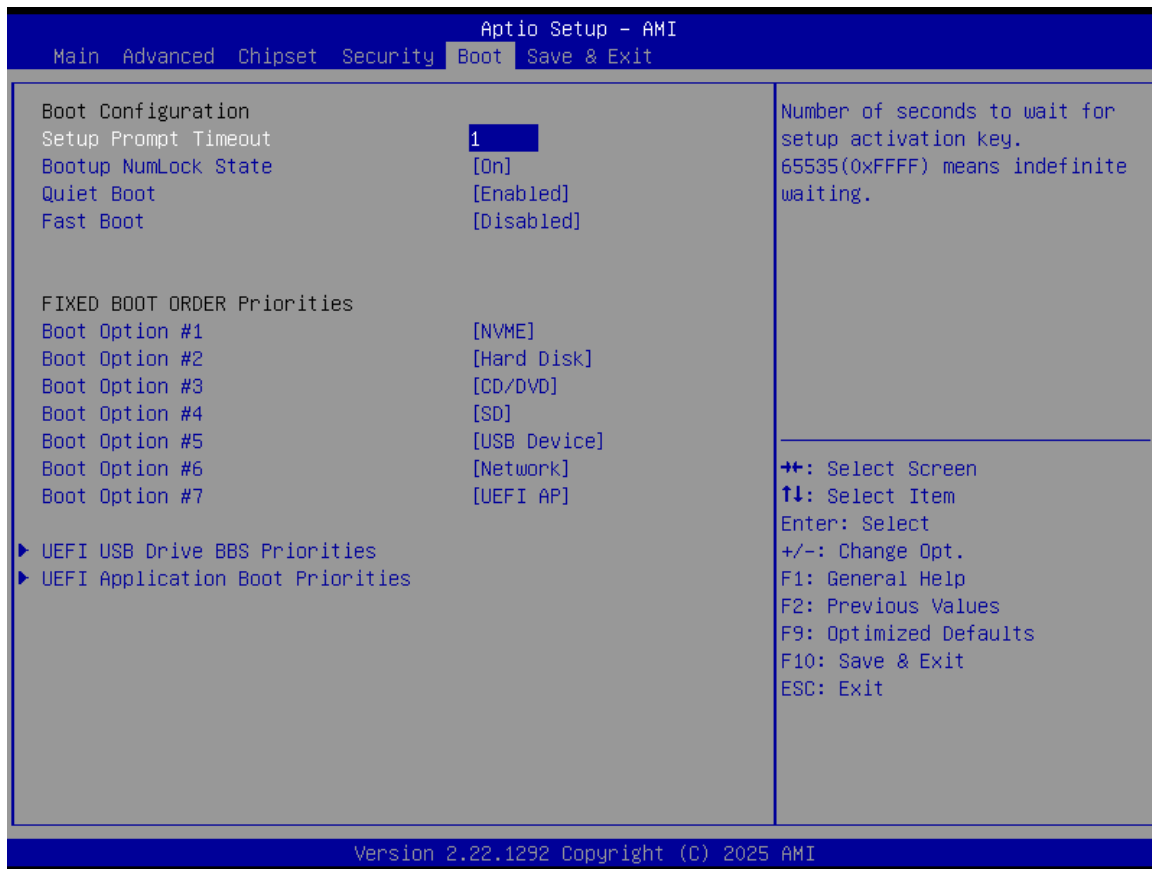 Aptio Setup – AMI
Main Advanced Chipset Security Boot Save & Exit
Boot Configuration
Setup Prompt Timeout 1
Bootup NumLock State [On]
Quiet Boot [Enabled]
Fast Boot [Disabled]
FIXED BOOT ORDER Priorities
Boot Option #1 [NVME]
Boot Option #2 [Hard Disk]
Boot Option #3 [CD/DVD]
Boot Option #4 [SD]
Boot Option #5 [USB Device]
Boot Option #6 [Network]
Boot Option #7 [UEFI AP]
UEFI USB Drive BBS Priorities
UEFI Application Boot Priorities
Number of seconds to wait for
setup activation key.
65535(0xFFFF) means indefinite
waiting.
→←: Select Screen
↑↓: Select Item
Enter: Select
+/-: Change Opt.
F1: General Help
F2: Previous Values
F9: Optimized Defaults
F10: Save & Exit
ESC: Exit
Version 2.22.1292 Copyright (C) 2025 AMI